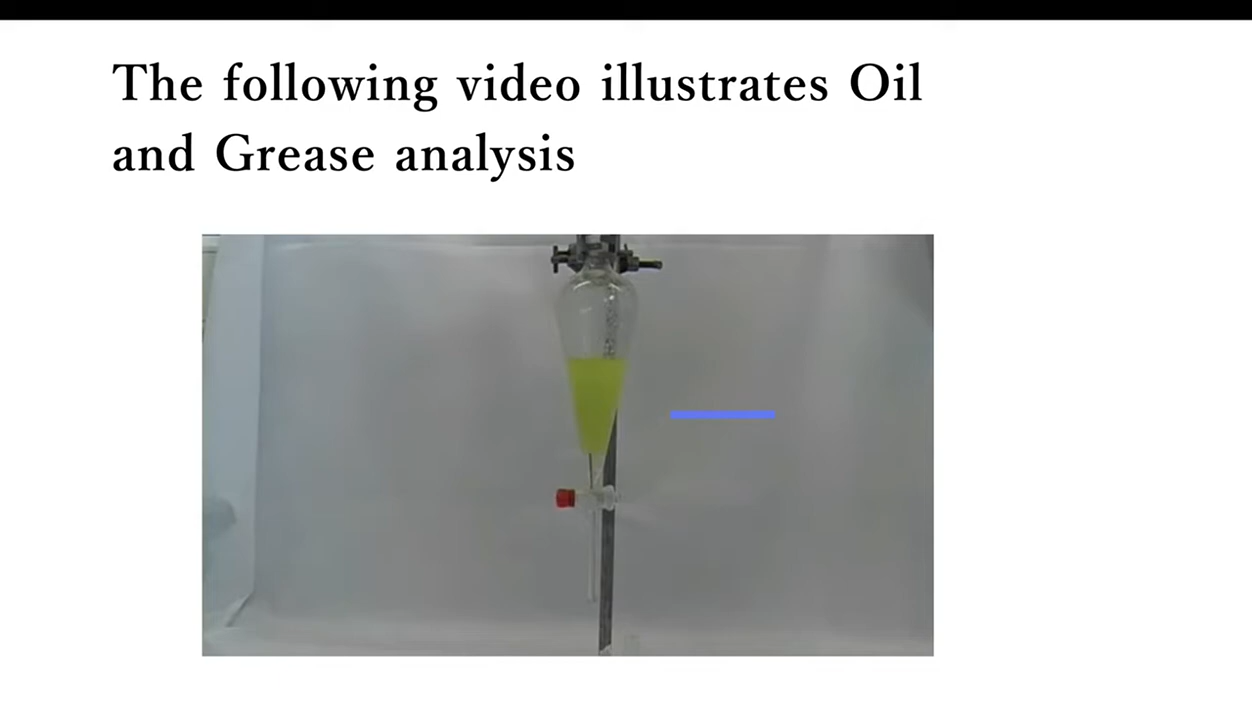 The following video illustrates Oil
and Grease analysis